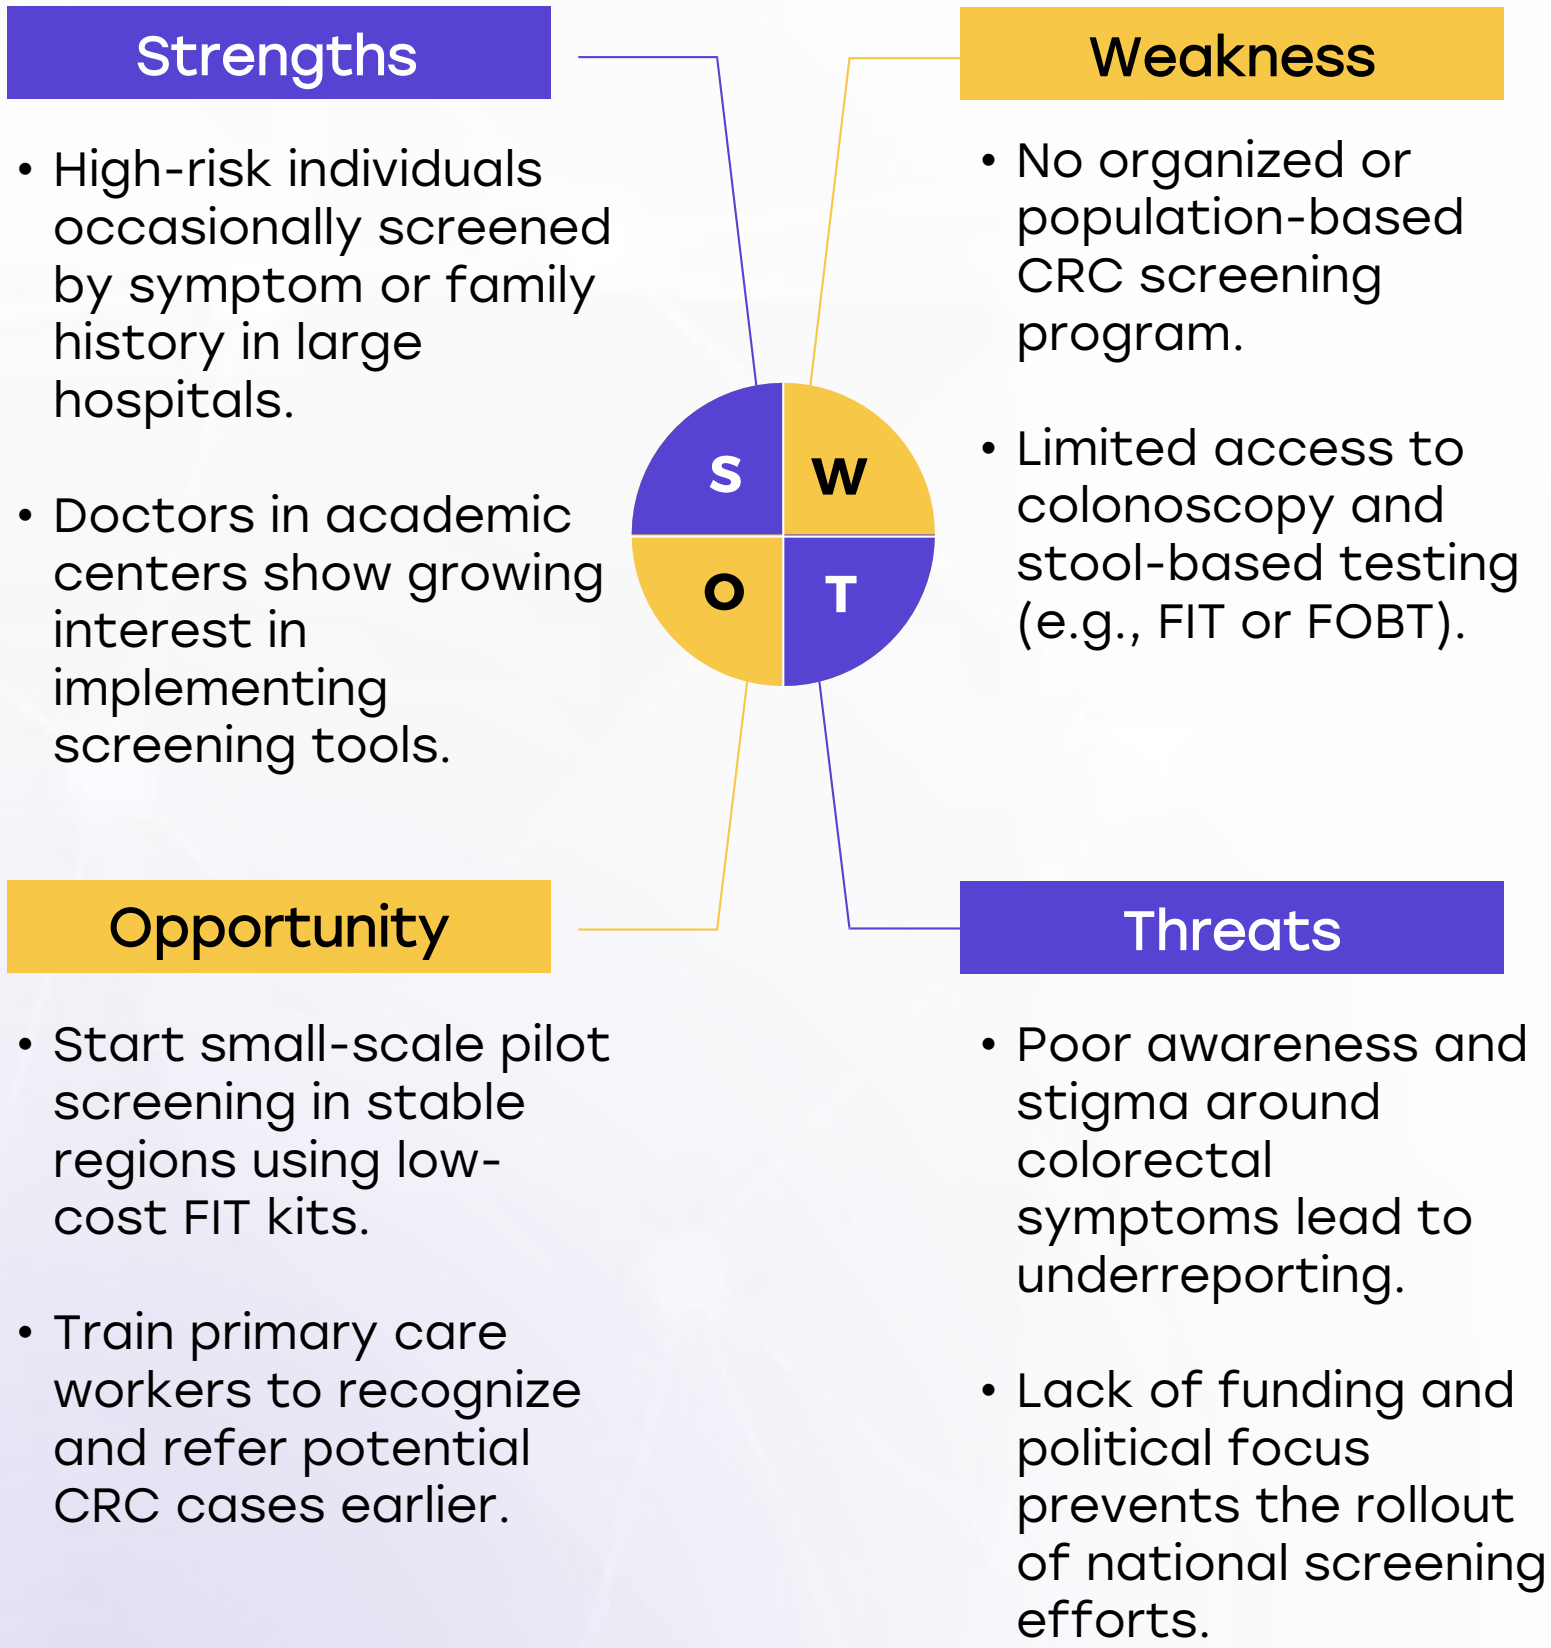 Strengths
• High-risk individuals
occasionally screened
by symptom or family
history in large
hospitals.
• Doctors in academic
centers show growing
interest in
implementing
screening tools.
Weakness
• No organized or
population-based
CRC screening
program.
• Limited access to
colonoscopy and
stool-based testing
(e.g., FIT or FOBT).
S
W
O
T
Opportunity
• Start small-scale pilot
screening in stable
regions using low-
cost FIT kits.
• Train primary care
workers to recognize
and refer potential
CRC cases earlier.
Threats
• Poor awareness and
stigma around
colorectal
symptoms lead to
underreporting.
• Lack of funding and
political focus
prevents the rollout
of national screening
efforts.